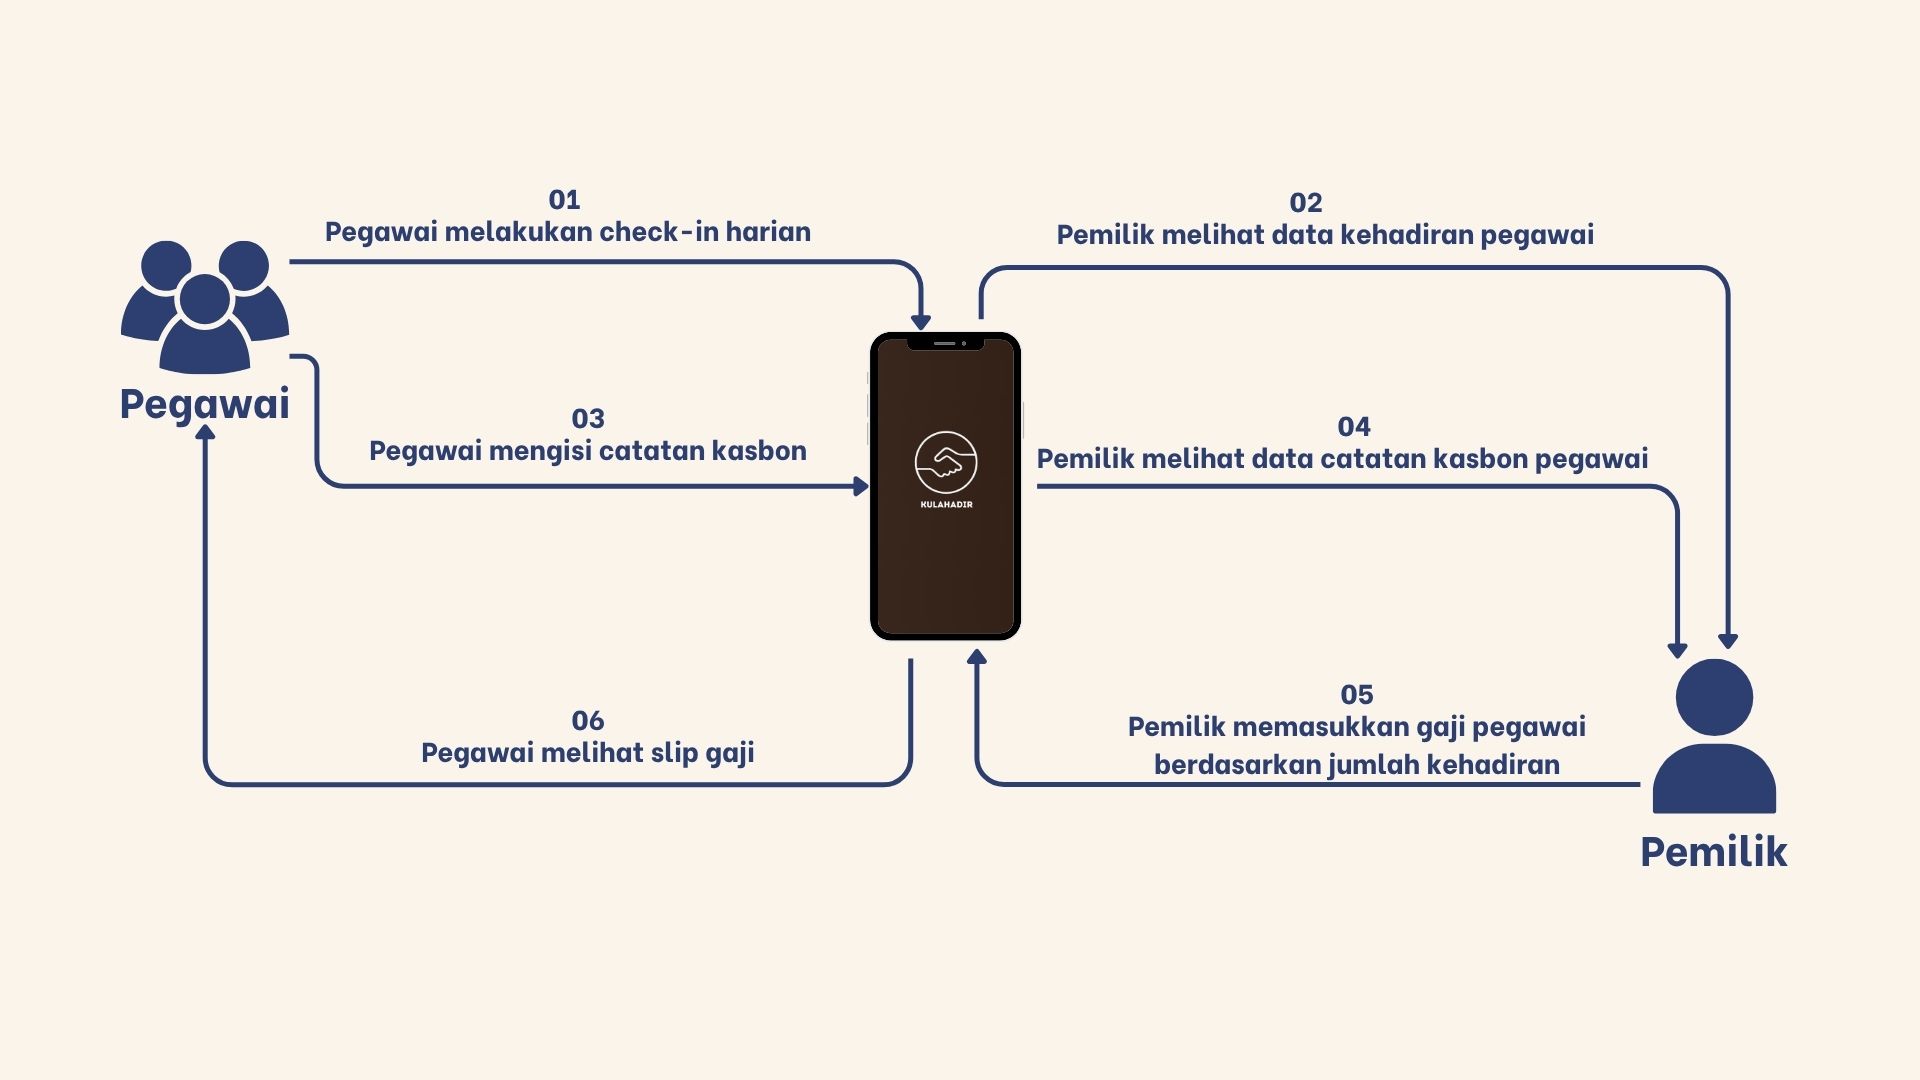 01
Pegawai melakukan check-in harian
02
Pemilik melihat data kehadiran pegawai
Pegawai
03
Pegawai mengisi catatan kasbon
04
Pemilik melihat data catatan kasbon pegawai
KULAHADIR
05
Pemilik memasukkan gaji pegawai
berdasarkan jumlah kehadiran
06
Pegawai melihat slip gaji
Pemilik